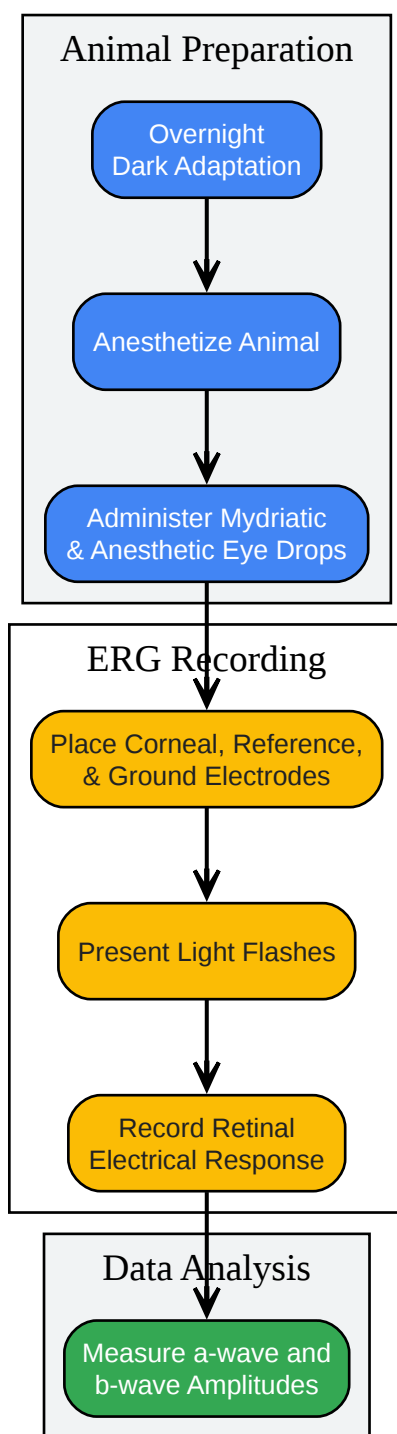 Animal Preparation
Overnight
Dark Adaptation
Anesthetize Animal
Administer Mydriatic
& Anesthetic Eye Drops
ERG Recording
Place Corneal, Reference,
& Ground Electrodes
Present Light Flashes
Record Retinal
Electrical Response
Data Analysis
Measure a-wave and
b-wave Amplitudes